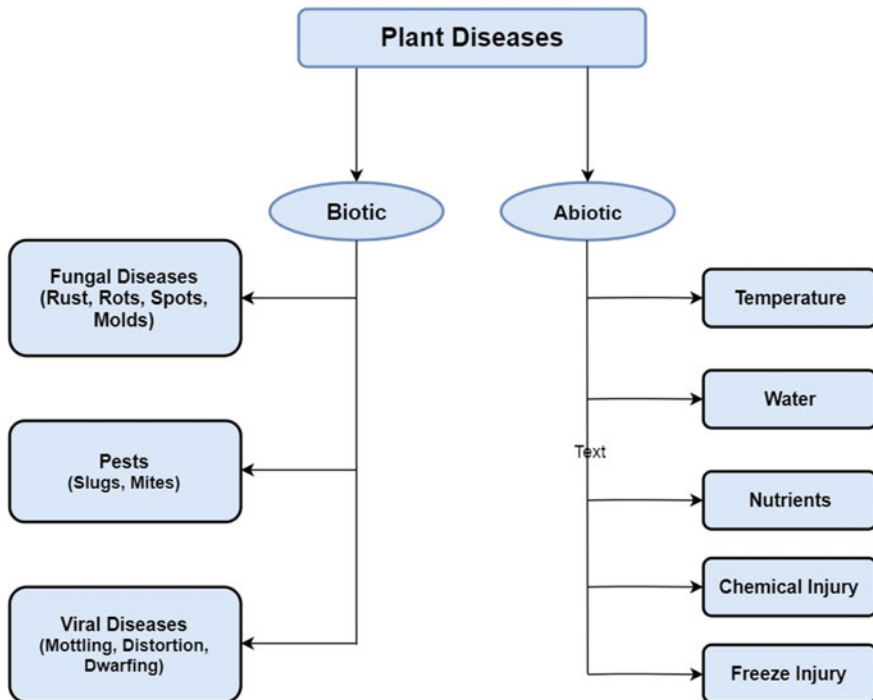 Plant Diseases
Biotic
Abiotic
Fungal Diseases
(Rust, Rots, Spots,
Molds)
Pests
(Slugs, Mites)
Viral Diseases
(Mottling, Distortion,
Dwarfing)
Temperature
Water
Text
Nutrients
Chemical Injury
Freeze Injury